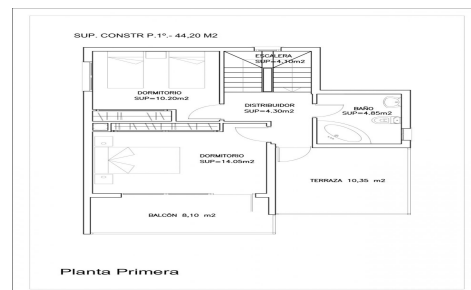 SUP. CONSTR P.1º.- 44,20 M2
ESCALERA
SUP=4,10m2
DORMITORIO
SUP=10.20m2
DISTRIBUIDOR
SUP=4.30m2
BAÑO
SUP=4,85m2
DORMITORIO
SUP=14.05m2
TERRAZA 10,35 m2
BALCÓN 8,10 m2
Planta Primera